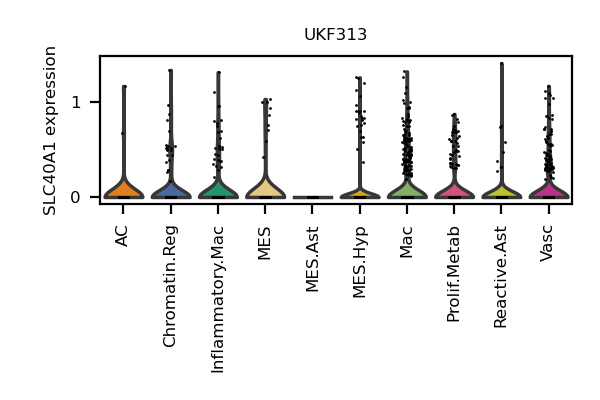 UKF313
SLC40A1 expression
1
0
AC
Chromatin.Reg
Inflammatory.Mac
MES
MES.Ast
MES.Hyp
Mac
Prolif.Metab
Reactive.Ast
Vasc